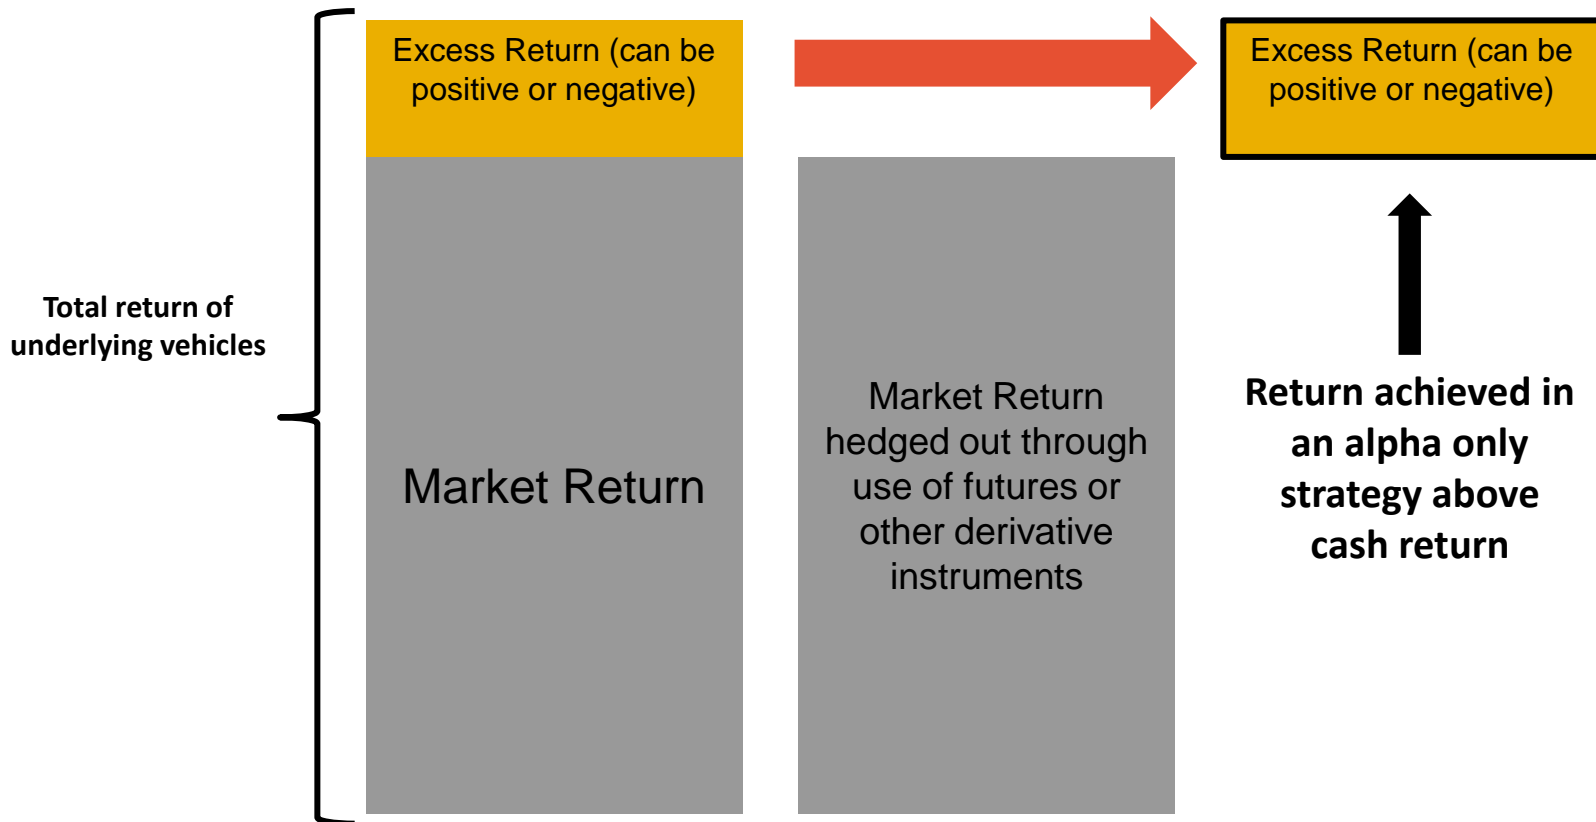 Total return of
underlying vehicles
Excess Return (can be
positive or negative)
Market Return
Market Return
hedged out through
use of futures or
other derivative
instruments
Excess Return (can be
positive or negative)
Return achieved in
an alpha only
strategy above
cash return